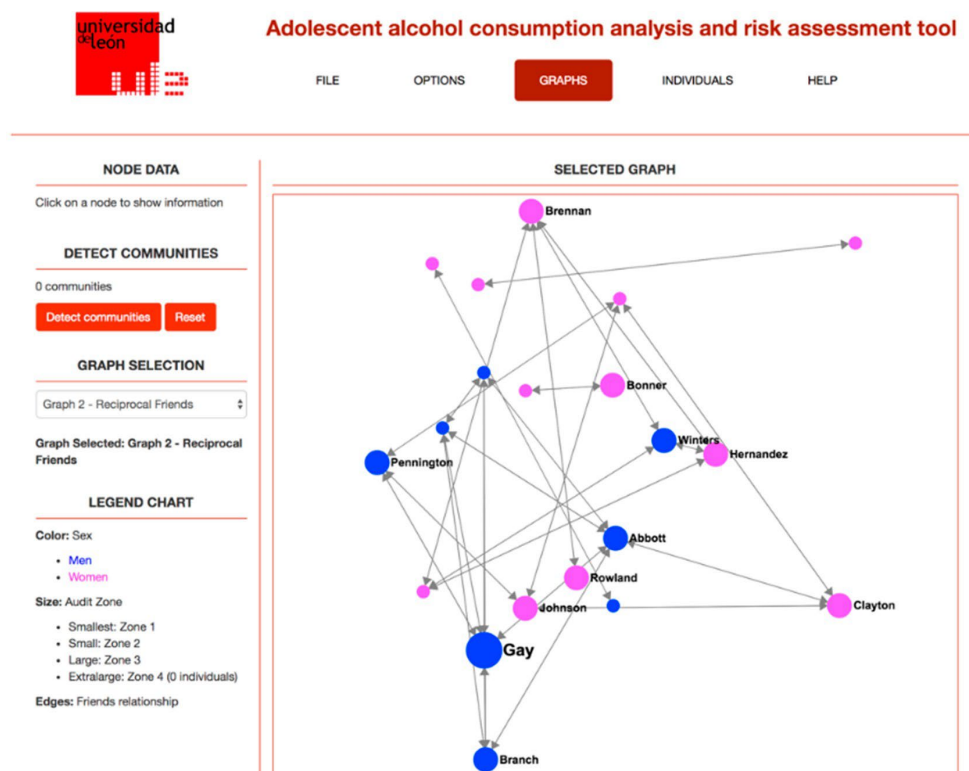 universidad
de león
Adolescent alcohol consumption analysis and risk assessment tool
FILE OPTIONS GRAPHS INDIVIDUALS HELP
NODE DATA
Click on a node to show information
DETECT COMMUNITIES
0 communities
Detect communities Reset
GRAPH SELECTION
Graph 2 - Reciprocal Friends
Graph Selected: Graph 2 - Reciprocal
Friends
LEGEND CHART
Color: Sex
• Men
• Women
Size: Audit Zone
• Smallest: Zone 1
• Small: Zone 2
• Large: Zone 3
• Extralarge: Zone 4 (0 individuals)
Edges: Friends relationship
SELECTED GRAPH
Brennan
Bonner
Winters
Hernandez
Pennington
Abbott
Rowland
Johnson
Clayton
Gay
Branch